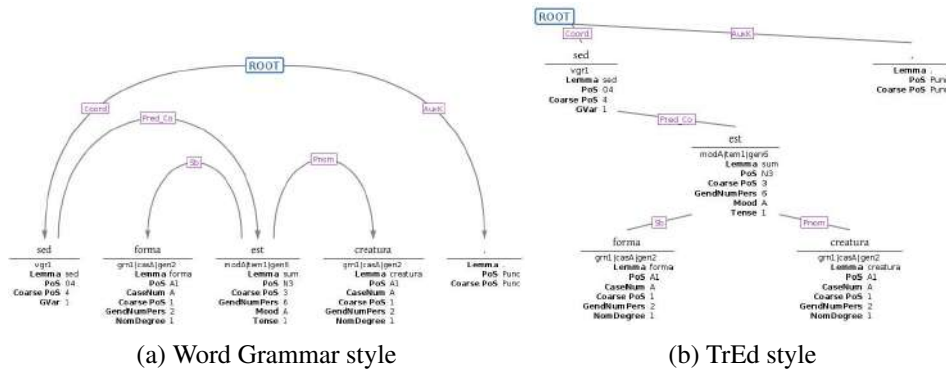 ROOT
Coord
AuxK
Pred_Co
Sb
Pnom
sed
vgr1
Lemma sed
PoS 04
Coarse PoS 4
GVar 1
forma
grn1|casA|gen2
Lemma forma
PoS A1
CaseNum A
Coarse PoS 1
GendNumPers 2
NomDegree 1
est
modA|tem1|gen6
Lemma sum
PoS N3
Coarse PoS 3
GendNumPers 6
Mood A
Tense 1
creatura
grn1|casA|gen2
Lemma creatura
PoS A1
CaseNum A
Coarse PoS 1
GendNumPers 2
NomDegree 1
.
Lemma .
PoS Punc
Coarse PoS Punc
(a) Word Grammar style
ROOT
Coord
AuxK
sed
vgr1
Lemma sed
PoS 04
Coarse PoS 4
GVar 1
.
Lemma .
PoS Punc
Coarse PoS Punc
Pred_Co
est
modA|tem1|gen6
Lemma sum
PoS N3
Coarse PoS 3
GendNumPers 6
Mood A
Tense 1
Sb
Pnom
forma
grn1|casA|gen2
Lemma forma
PoS A1
CaseNum A
Coarse PoS 1
GendNumPers 2
NomDegree 1
creatura
grn1|casA|gen2
Lemma creatura
PoS A1
CaseNum A
Coarse PoS 1
GendNumPers 2
NomDegree 1
(b) TrEd style